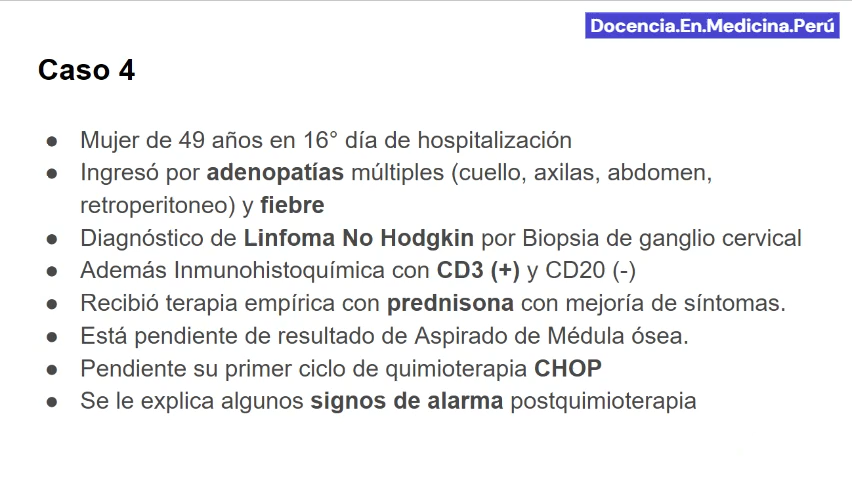 Docencia.En.Medicina.Perú
Caso 4
● Mujer de 49 años en 16° día de hospitalización
● Ingresó por adenopatías múltiples (cuello, axilas, abdomen,
retroperitoneo) y fiebre
● Diagnóstico de Linfoma No Hodgkin por Biopsia de ganglio cervical
● Además Inmunohistoquímica con CD3 (+) y CD20 (-)
● Recibió terapia empírica con prednisona con mejoría de síntomas.
● Está pendiente de resultado de Aspirado de Médula ósea.
● Pendiente su primer ciclo de quimioterapia CHOP
● Se le explica algunos signos de alarma postquimioterapia